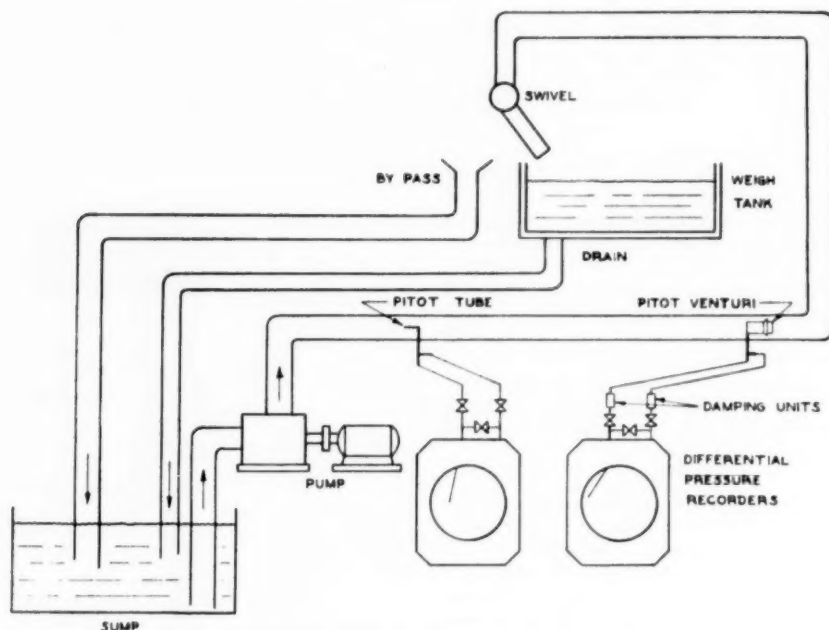 SWIVEL
BY PASS
WEIGH
TANK
DRAIN
PITOT TUBE
PITOT VENTURI
DAMPING UNITS
PUMP
DIFFERENTIAL
PRESSURE
RECORDERS
SUMP